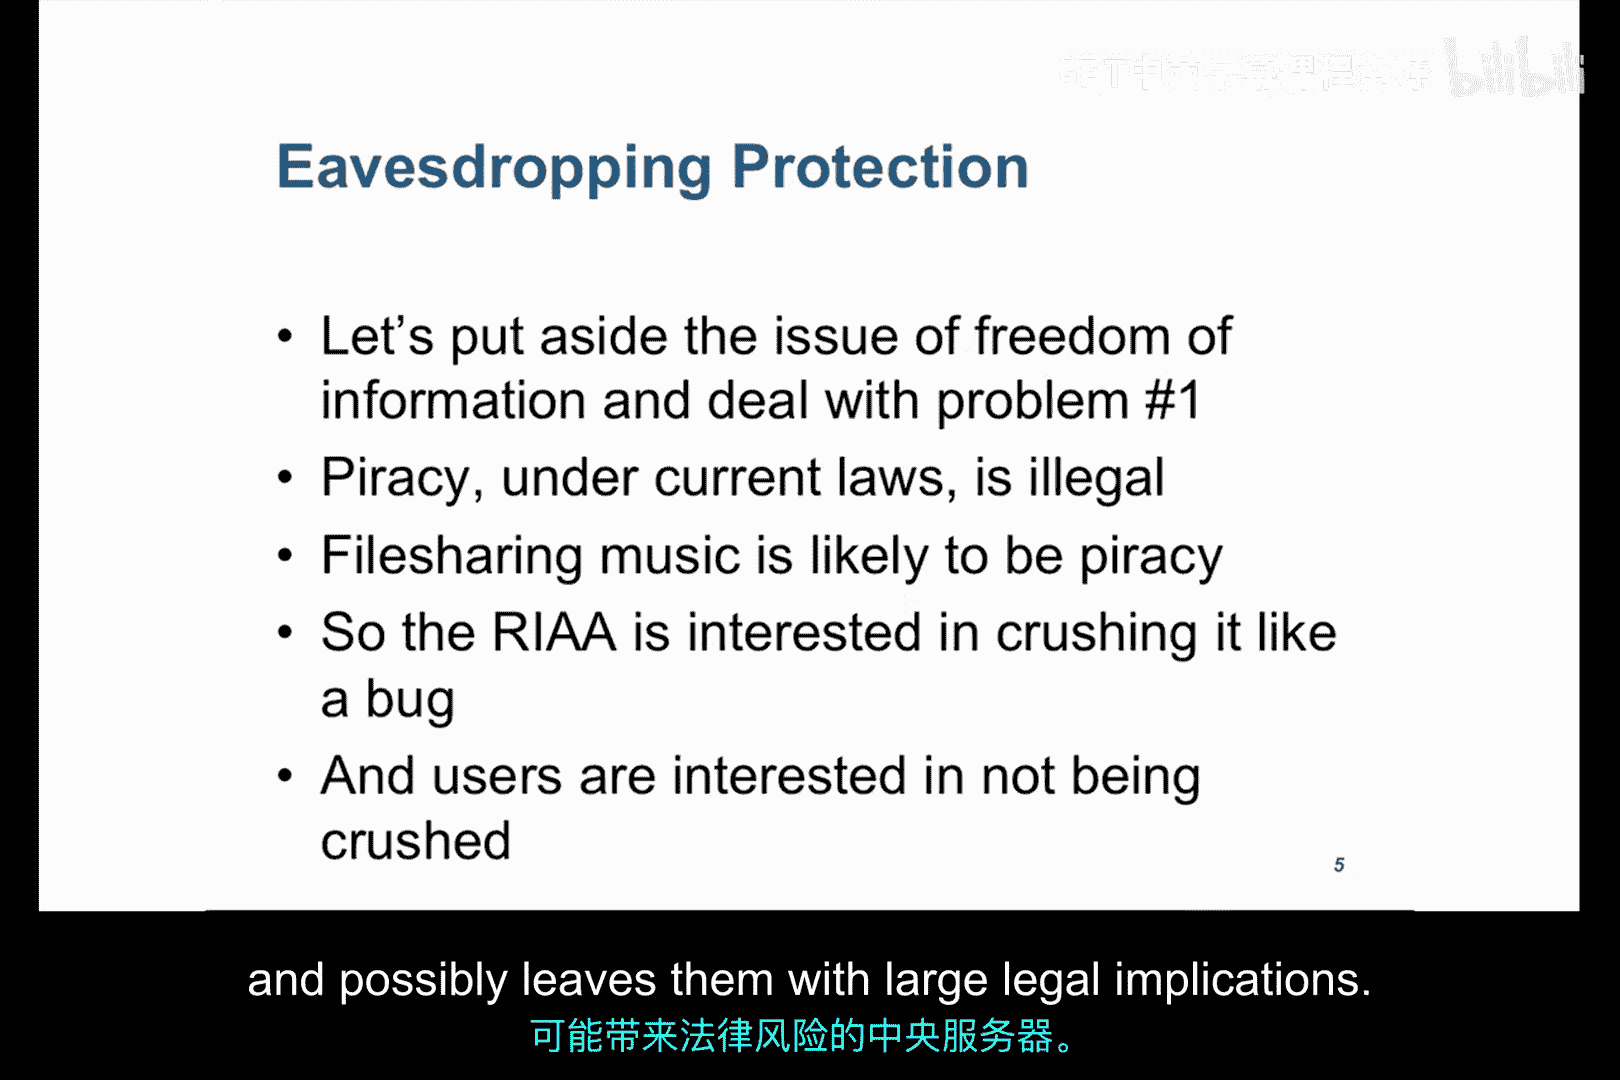 bilibili
Eavesdropping Protection
• Let’s put aside the issue of freedom of
information and deal with problem #1
• Piracy, under current laws, is illegal
• Filesharing music is likely to be piracy
• So the RIAA is interested in crushing it like
a bug
• And users are interested in not being
crushed
5
and possibly leaves them with large legal implications.
可能带来法律风险的中央服务器。